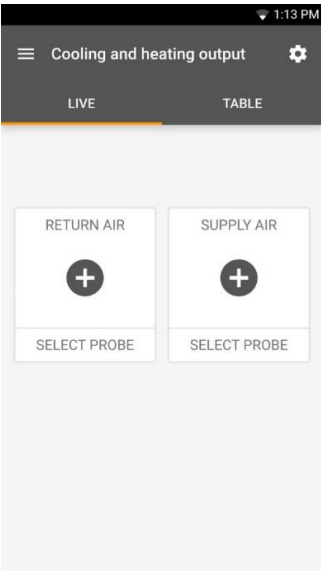 1:13 PM
Cooling and heating output
LIVE TABLE
RETURN AIR SUPPLY AIR
SELECT PROBE SELECT PROBE